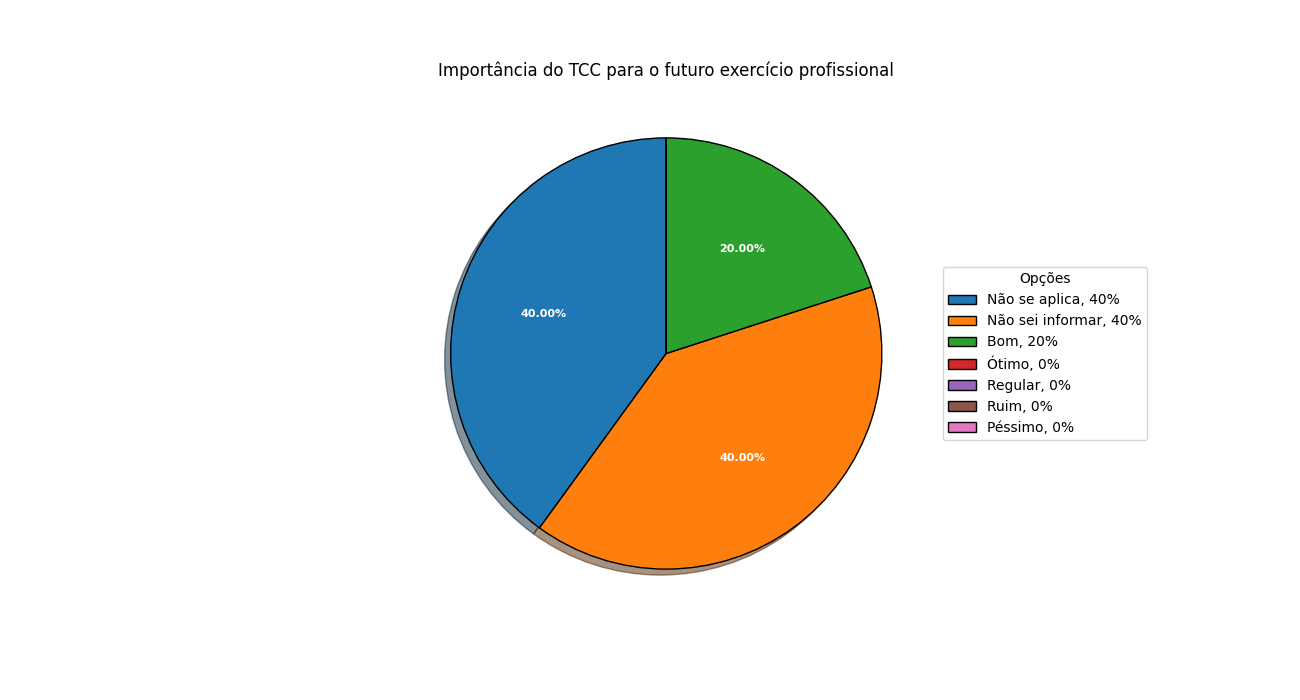 Importância do TCC para o futuro exercício profissional
20.00%
40.00%
40.00%
Opções
Não se aplica, 40%
Não sei informar, 40%
Bom, 20%
Ótimo, 0%
Regular, 0%
Ruim, 0%
Péssimo, 0%